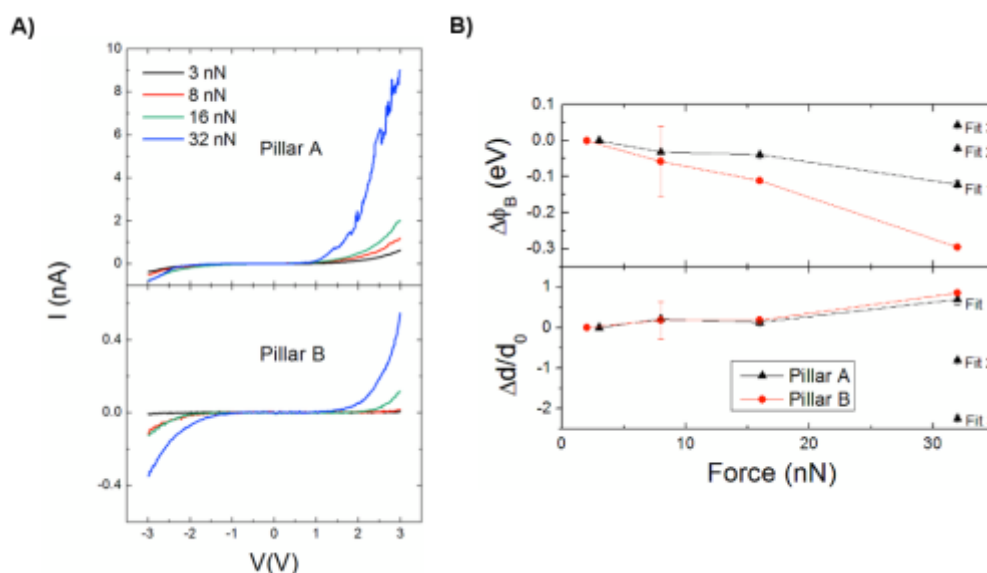 A)
10
8
6
4
2
0
3 nN
8 nN
16 nN
32 nN
Pillar A
I (nA)
0.4
0.0
-0.4
Pillar B
-3 -2 -1 0 1 2 3
V(V)
B)
0.1
0.0
-0.1
-0.2
-0.3
Δϕ_B (eV)
Fit
Fit
Fit
1
0
-1
-2
Δd/d₀
Fit
Fit
Fit
Pillar A
Pillar B
0 10 20 30
Force (nN)